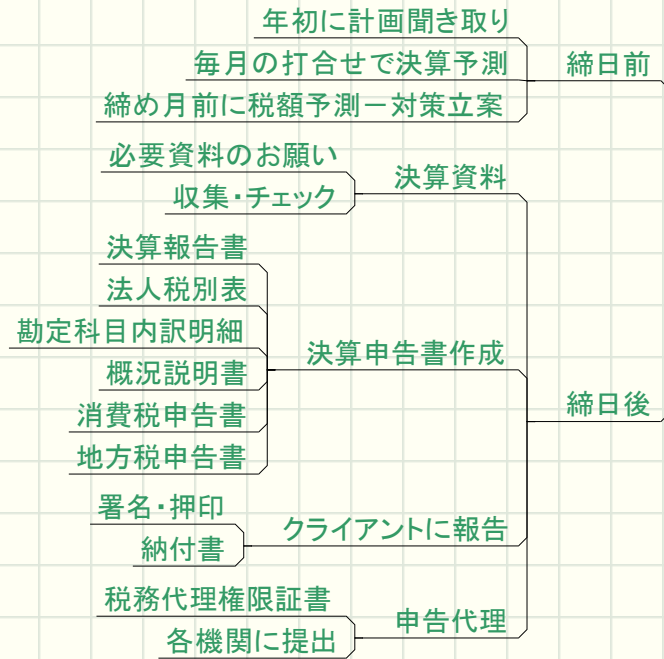 年初に計画聞き取り
毎月の打合せで決算予測
締め月前に税額予測－対策立案
締日前
必要資料のお願い
収集・チェック
決算資料
決算報告書
法人税別表
勘定科目内訳明細
概況説明書
消費税申告書
地方税申告書
決算申告書作成
締日後
署名・押印
納付書
クライアントに報告
税務代理権限証書
各機関に提出
申告代理